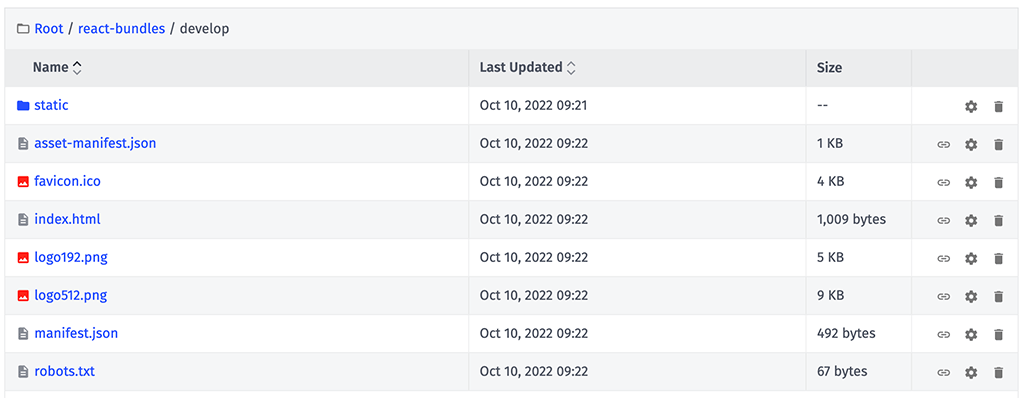 Root / react-bundles / develop
Name Last Updated Size
static Oct 10, 2022 09:21 --
asset-manifest.json Oct 10, 2022 09:22 1 KB
favicon.ico Oct 10, 2022 09:22 4 KB
index.html Oct 10, 2022 09:22 1,009 bytes
logo192.png Oct 10, 2022 09:22 5 KB
logo512.png Oct 10, 2022 09:22 9 KB
manifest.json Oct 10, 2022 09:22 492 bytes
robots.txt Oct 10, 2022 09:22 67 bytes